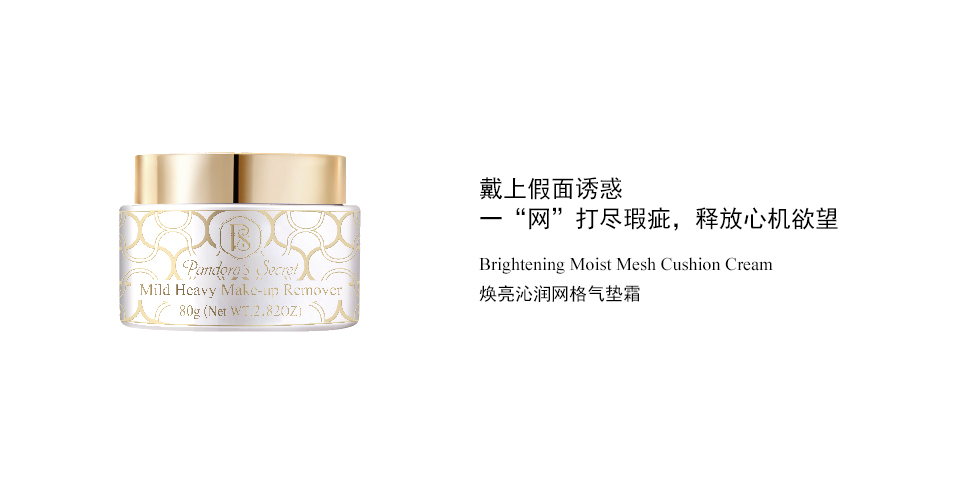 PS
Pandora's Secret
Mild Heavy Make-up Remover
80g (Net WT.2.82OZ)
戴上假面诱惑
一“网”打尽瑕疵，释放心机欲望
Brightening Moist Mesh Cushion Cream
焕亮沁润网格气垫霜